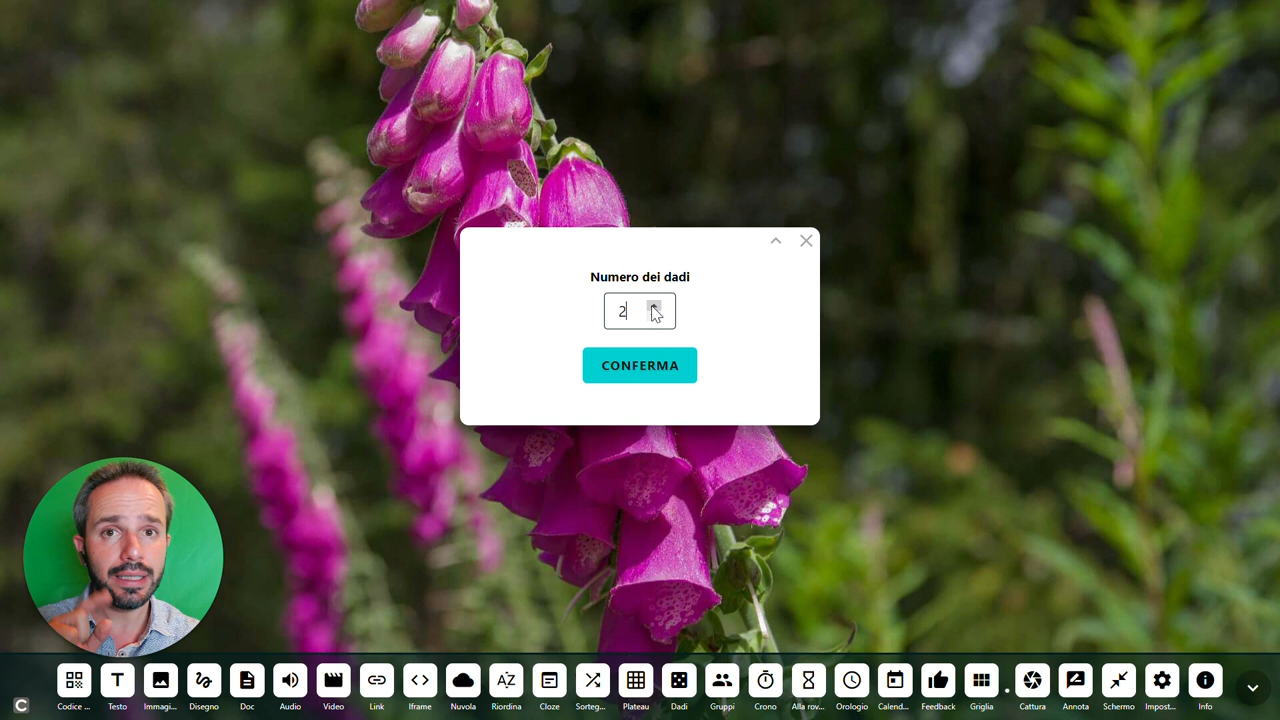 Numero dei dadi
2
CONFERMA
Codice ...
Testo
Immagi...
Disegno
Doc
Audio
Video
Link
Iframe
Nuvola
Riordina
Cloze
Sorteg...
Plateau
Dadi
Gruppi
Crono
Alla rov...
Orologio
Calend...
Feedback
Griglia
Cattura
Annota
Schermo
Impost...
Info